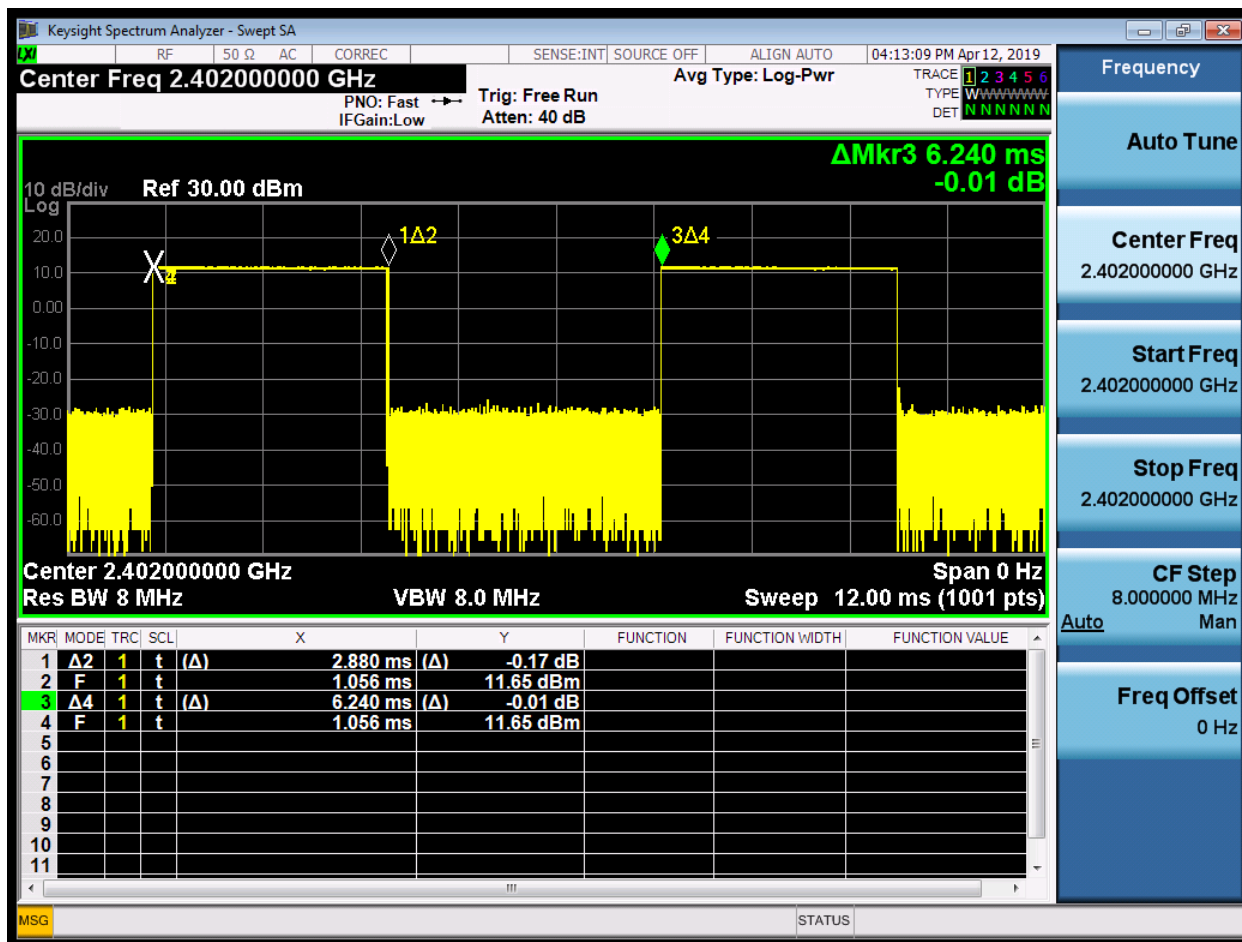 Keysight Spectrum Analyzer - Swept SA
LXI RF 50 Ω AC CORREC SENSE:INT SOURCE OFF ALIGN AUTO 04:13:09 PM Apr 12, 2019
Center Freq 2.402000000 GHz
PNO: Fast
IFGain:Low
Trig: Free Run
Atten: 40 dB
Avg Type: Log-Pwr
TRACE 1 2 3 4 5 6
TYPE WWWWWW
DET N N N N N N
ΔMkr3 6.240 ms
-0.01 dB
10 dB/div Ref 30.00 dBm
Log
20.0
10.0
0.00
-10.0
-20.0
-30.0
-40.0
-50.0
-60.0
1Δ2
3Δ4
Center 2.402000000 GHz Span 0 Hz
Res BW 8 MHz VBW 8.0 MHz Sweep 12.00 ms (1001 pts)
MKR MODE TRC SCL X Y FUNCTION FUNCTION WIDTH FUNCTION VALUE
1 Δ2 1 t (Δ) 2.880 ms (Δ) -0.17 dB
2 F 1 t 1.056 ms 11.65 dBm
3 Δ4 1 t (Δ) 6.240 ms (Δ) -0.01 dB
4 F 1 t 1.056 ms 11.65 dBm
5
6
7
8
9
10
11
MSG STATUS
Frequency
Auto Tune
Center Freq
2.402000000 GHz
Start Freq
2.402000000 GHz
Stop Freq
2.402000000 GHz
CF Step
8.000000 MHz
Auto Man
Freq Offset
0 Hz